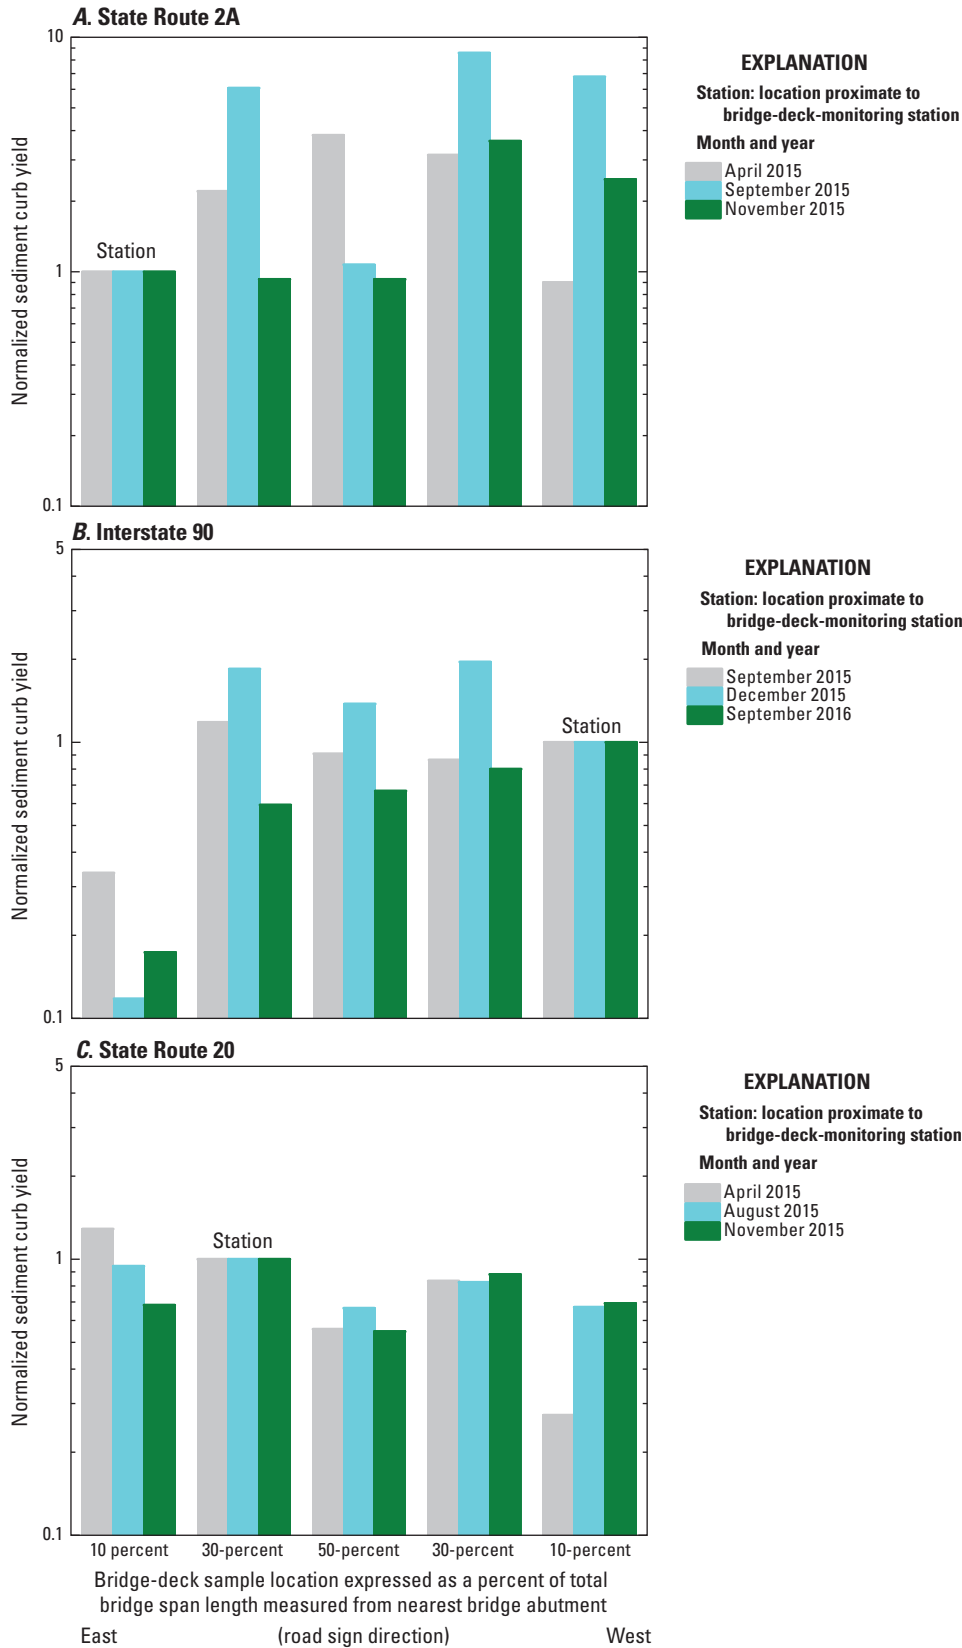 A. State Route 2A
10
1
0.1
Normalized sediment curb yield
Station
EXPLANATION
Station: location proximate to
bridge-deck-monitoring station
Month and year
April 2015
September 2015
November 2015
B. Interstate 90
5
1
0.1
Normalized sediment curb yield
Station
EXPLANATION
Station: location proximate to
bridge-deck-monitoring station
Month and year
September 2015
December 2015
September 2016
C. State Route 20
5
1
0.1
Normalized sediment curb yield
Station
EXPLANATION
Station: location proximate to
bridge-deck-monitoring station
Month and year
April 2015
August 2015
November 2015
10 percent 30-percent 50-percent 30-percent 10-percent
Bridge-deck sample location expressed as a percent of total
bridge span length measured from nearest bridge abutment
East (road sign direction) West